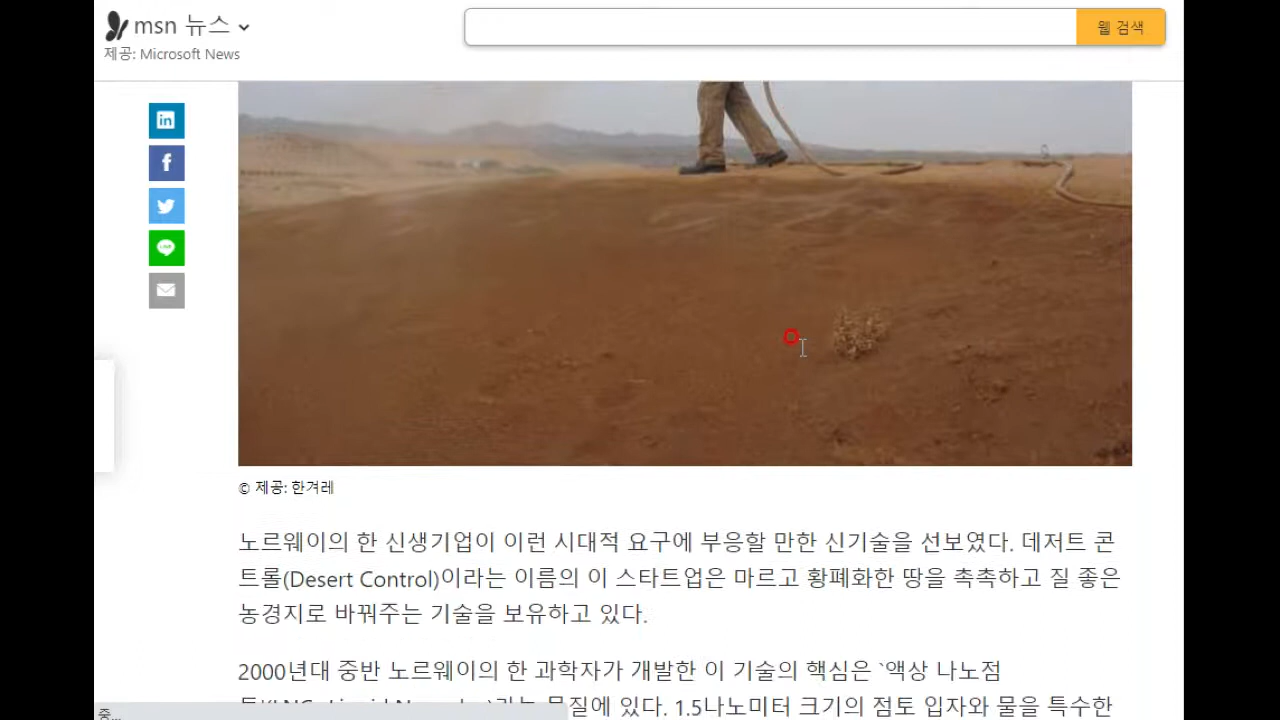 msn 뉴스
제공: Microsoft News
웹 검색
in
f
LINE
© 제공: 한겨레
노르웨이의 한 신생기업이 이런 시대적 요구에 부응할 만한 신기술을 선보였다. 데저트 콘
트롤(Desert Control)이라는 이름의 이 스타트업은 마르고 황폐화한 땅을 촉촉하고 질 좋은
농경지로 바꿔주는 기술을 보유하고 있다.
2000년대 중반 노르웨이의 한 과학자가 개발한 이 기술의 핵심은 `액상 나노점
물질에 있다. 1.5나노미터 크기의 점토 입자와 물을 특수한
중...